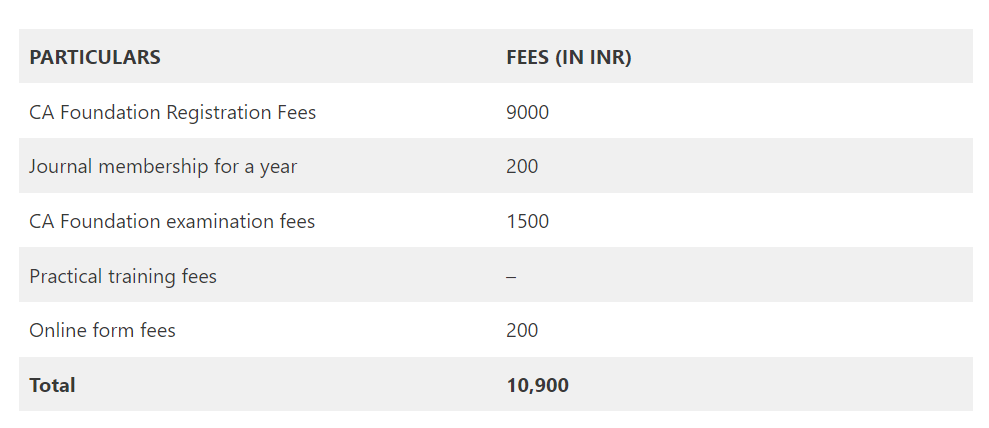 PARTICULARS FEES (IN INR)
CA Foundation Registration Fees 9000
Journal membership for a year 200
CA Foundation examination fees 1500
Practical training fees –
Online form fees 200
Total 10,900